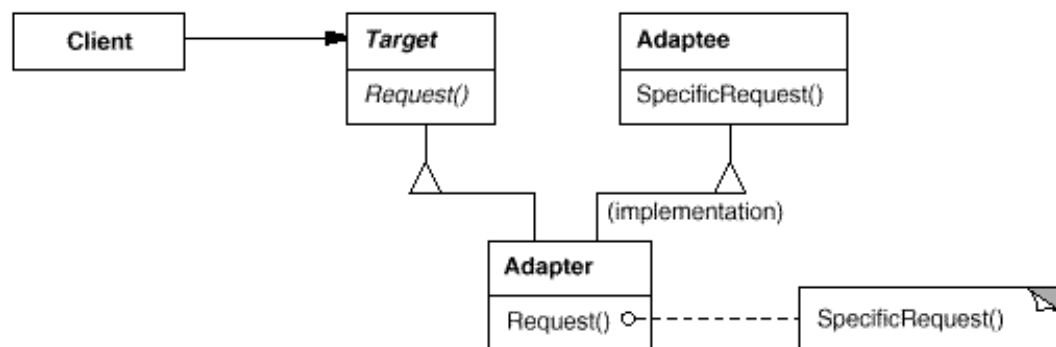 Client
Target
Request()
Adaptee
SpecificRequest()
(implementation)
Adapter
Request()
SpecificRequest()